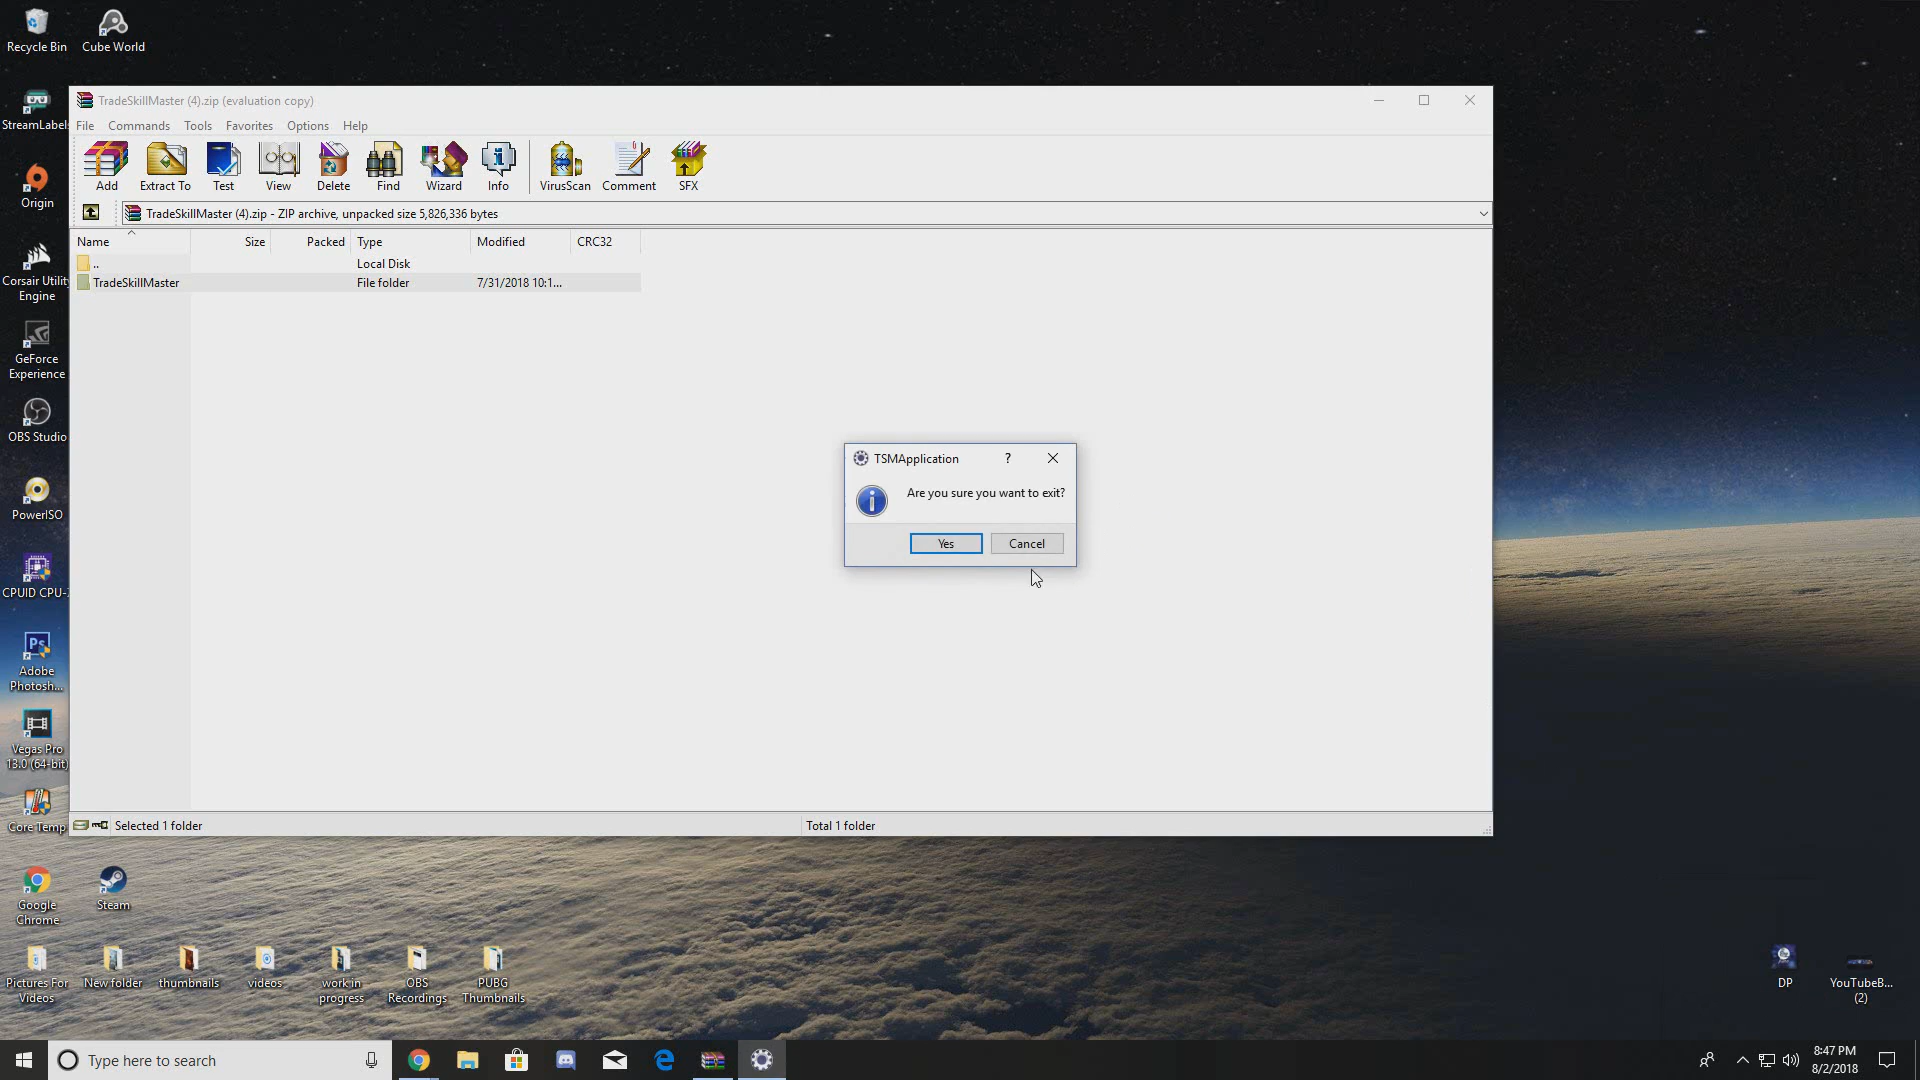 Recycle Bin
Cube World
StreamLabels
Origin
Corsair Utility
Engine
GeForce
Experience
OBS Studio
PowerISO
CPUID CPU-
Adobe
Photosh...
Vegas Pro
13.0 (64-bit)
Core Temp
Google
Chrome
Steam
Pictures For
Videos
New folder
thumbnails
videos
work in
progress
OBS
Recordings
PUBG
Thumbnails
DP
YouTubeB...
(2)
TradeSkillMaster (4).zip (evaluation copy)
File Commands Tools Favorites Options Help
Add Extract To Test View Delete Find Wizard Info VirusScan Comment SFX
TradeSkillMaster (4).zip - ZIP archive, unpacked size 5,826,336 bytes
Name Size Packed Type Modified CRC32
.. Local Disk
TradeSkillMaster File folder 7/31/2018 10:1...
TSMApplication
?
Are you sure you want to exit?
Yes Cancel
Selected 1 folder Total 1 folder
Type here to search
8:47 PM
8/2/2018